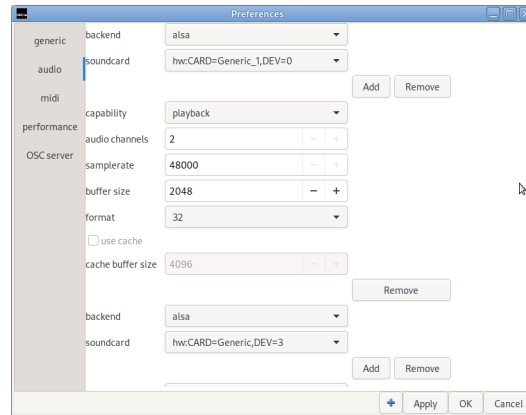 Preferences
generic
audio
midi
performance
OSC server
backend alsa
soundcard hw:CARD=Generic_1,DEV=0
Add Remove
capability playback
audio channels 2
samplerate 48000
buffer size 2048
format 32
use cache
cache buffer size 4096
Remove
backend alsa
soundcard hw:CARD=Generic,DEV=3
Add Remove
Apply OK Cancel